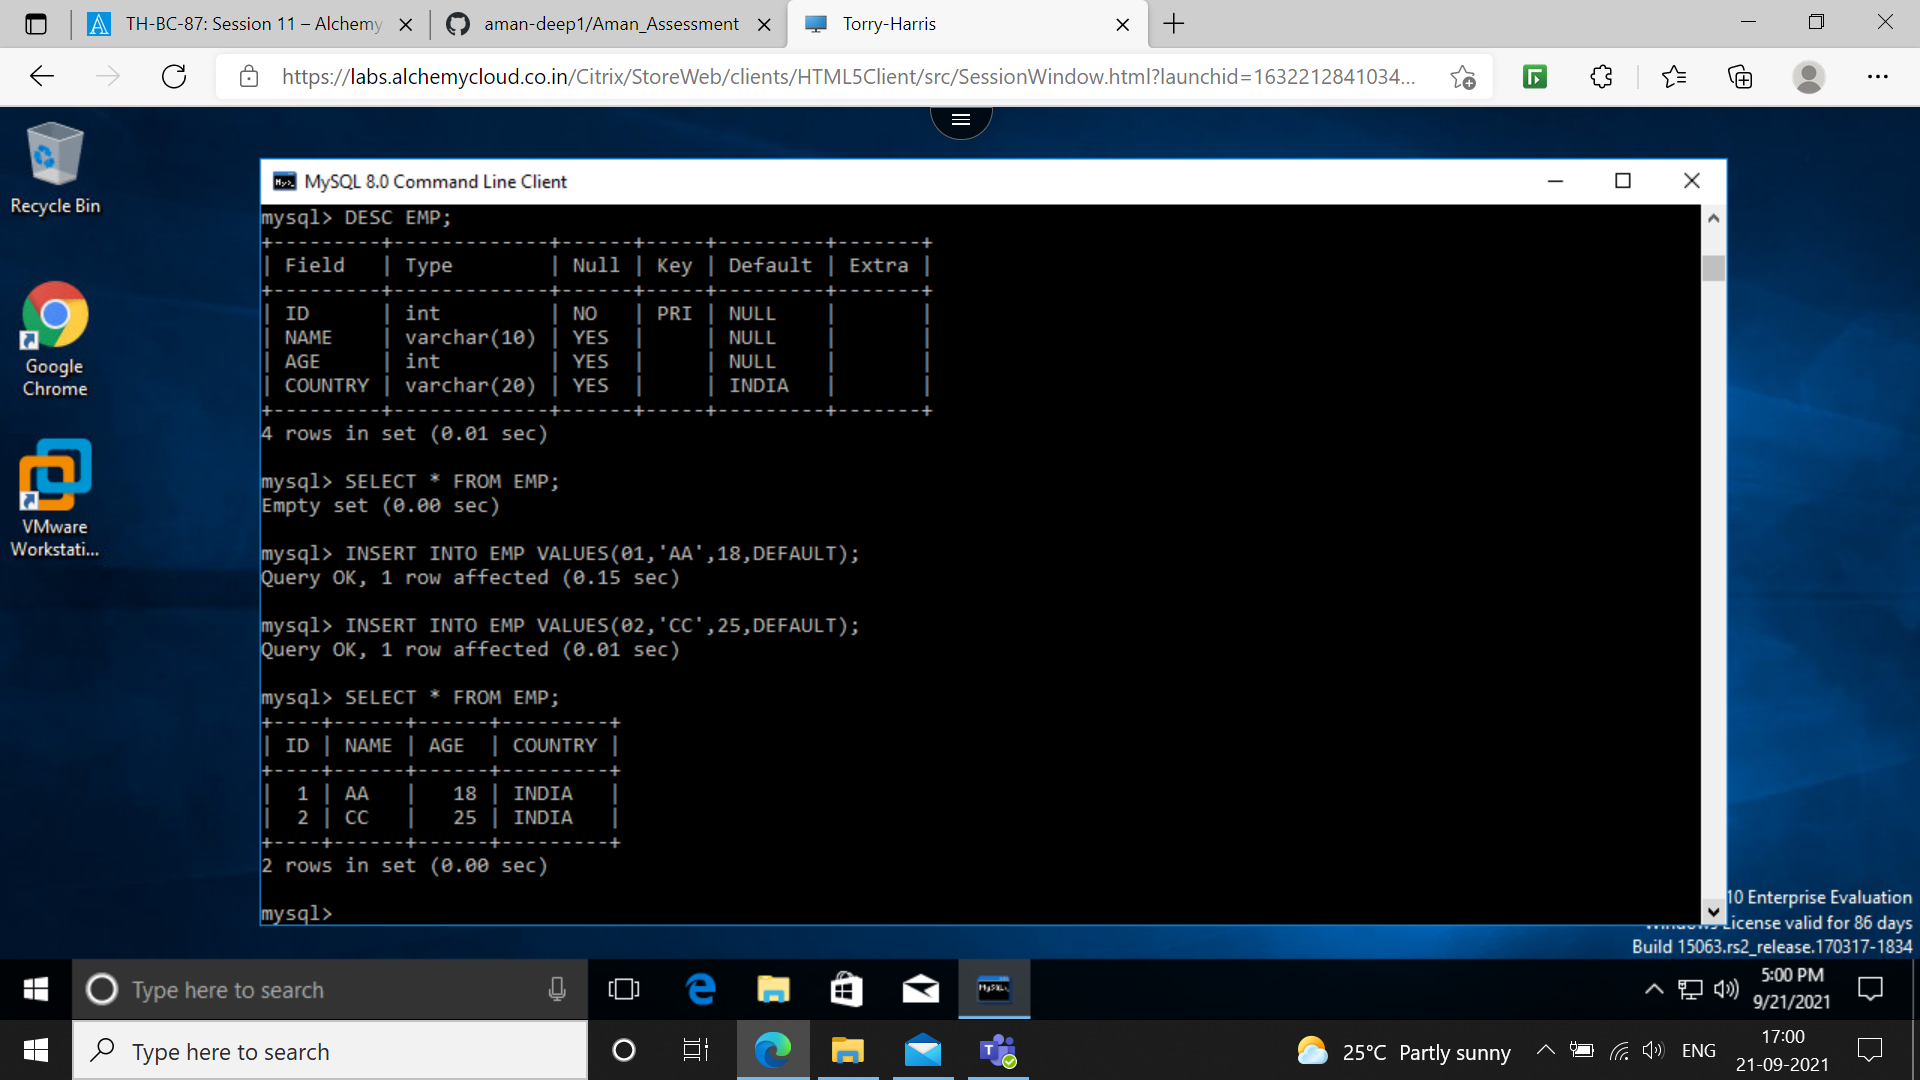 TH-BC-87: Session 11 – Alchemy
aman-deep1/Aman_Assessment
Torry-Harris
https://labs.alchemycloud.co.in/Citrix/StoreWeb/clients/HTML5Client/src/SessionWindow.html?launchid=1632212841034...
Recycle Bin
Google
Chrome
VMware
Workstati...
MySQL 8.0 Command Line Client
mysql> DESC EMP;
+---------+-------------+------+-----+---------+-------+
| Field   | Type        | Null | Key | Default | Extra |
+---------+-------------+------+-----+---------+-------+
| ID      | int         | NO   | PRI | NULL    |       |
| NAME    | varchar(10) | YES  |     | NULL    |       |
| AGE     | int         | YES  |     | NULL    |       |
| COUNTRY | varchar(20) | YES  |     | INDIA   |       |
+---------+-------------+------+-----+---------+-------+
4 rows in set (0.01 sec)
mysql> SELECT * FROM EMP;
Empty set (0.00 sec)
mysql> INSERT INTO EMP VALUES(01,'AA',18,DEFAULT);
Query OK, 1 row affected (0.15 sec)
mysql> INSERT INTO EMP VALUES(02,'CC',25,DEFAULT);
Query OK, 1 row affected (0.01 sec)
mysql> SELECT * FROM EMP;
+----+------+------+---------+
| ID | NAME | AGE  | COUNTRY |
+----+------+------+---------+
|  1 | AA   |   18 | INDIA   |
|  2 | CC   |   25 | INDIA   |
+----+------+------+---------+
2 rows in set (0.00 sec)
mysql>
10 Enterprise Evaluation
Windows License valid for 86 days
Build 15063.rs2_release.170317-1834
Type here to search
5:00 PM
9/21/2021
Type here to search
25°C Partly sunny
ENG
17:00
21-09-2021